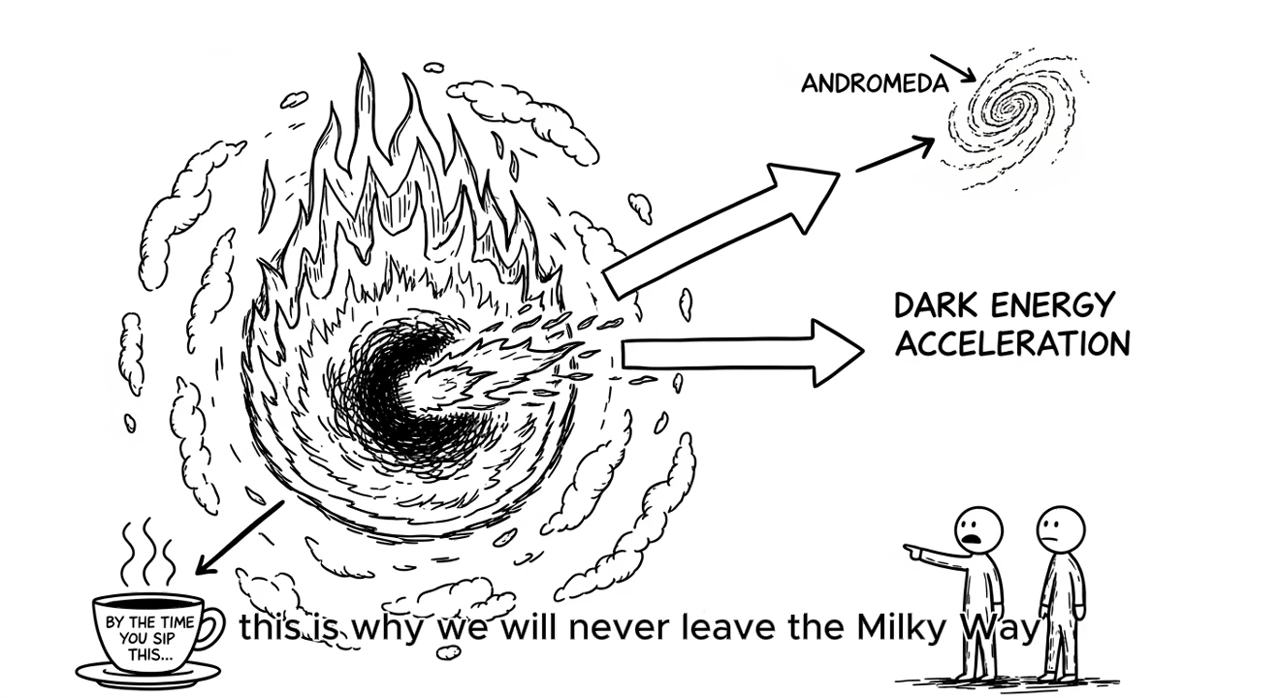 ANDROMEDA
DARK ENERGY
ACCELERATION
BY THE TIME
YOU SIP
THIS...
this is why we will never leave the Milky Way